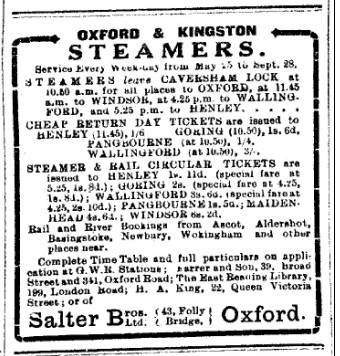 OXFORD & KINGSTON
STEAMERS.
Service Every Week-day from May 25 to Sept. 28.
STEAMERS leave CAVERSHAM LOCK at
10.50 a.m. for all places to OXFORD, at 11.45
a.m. to WINDSOR, at 4.25 p.m. to WALLING-
FORD, and 5.25 p.m. to HENLEY. . . . .
CHEAP RETURN DAY TICKETS are issued to
HENLEY (11.45), 1/6 GORING (10.50), 1s. 6d,
PANGBOURNE (at 10.50), 1/4.
WALLINGFORD (at 10.50), 3/-.
STEAMER & RAIL CIRCULAR TICKETS are
issued to HENLEY 1s. 11d. (special fare at
5.25, 1s. 8d.); GORING 2s. (special fare at 4.25,
1s. 8d.); WALLINGFORD 3s. 6d. (special fare at
4.25, 2s. 10d.); PANGBOURNE 1s. 5d.; MAIDEN-
HEAD 4s. 6d.; WINDSOR 6s. 2d.
Rail and River Bookings from Ascot, Aldershot,
Basingstoke, Newbury, Wokingham and other
places near.
Complete Time Table and full particulars on appli-
cation at G.W.R. Stations; arrer and Son, 39, broad
Street and 341, Oxford Road; The East Reading Library,
199, London Road; H. A. King, 22, Queen Victoria
Street; or of
Salter Bros. Ltd. (43, Folly Bridge,) Oxford.